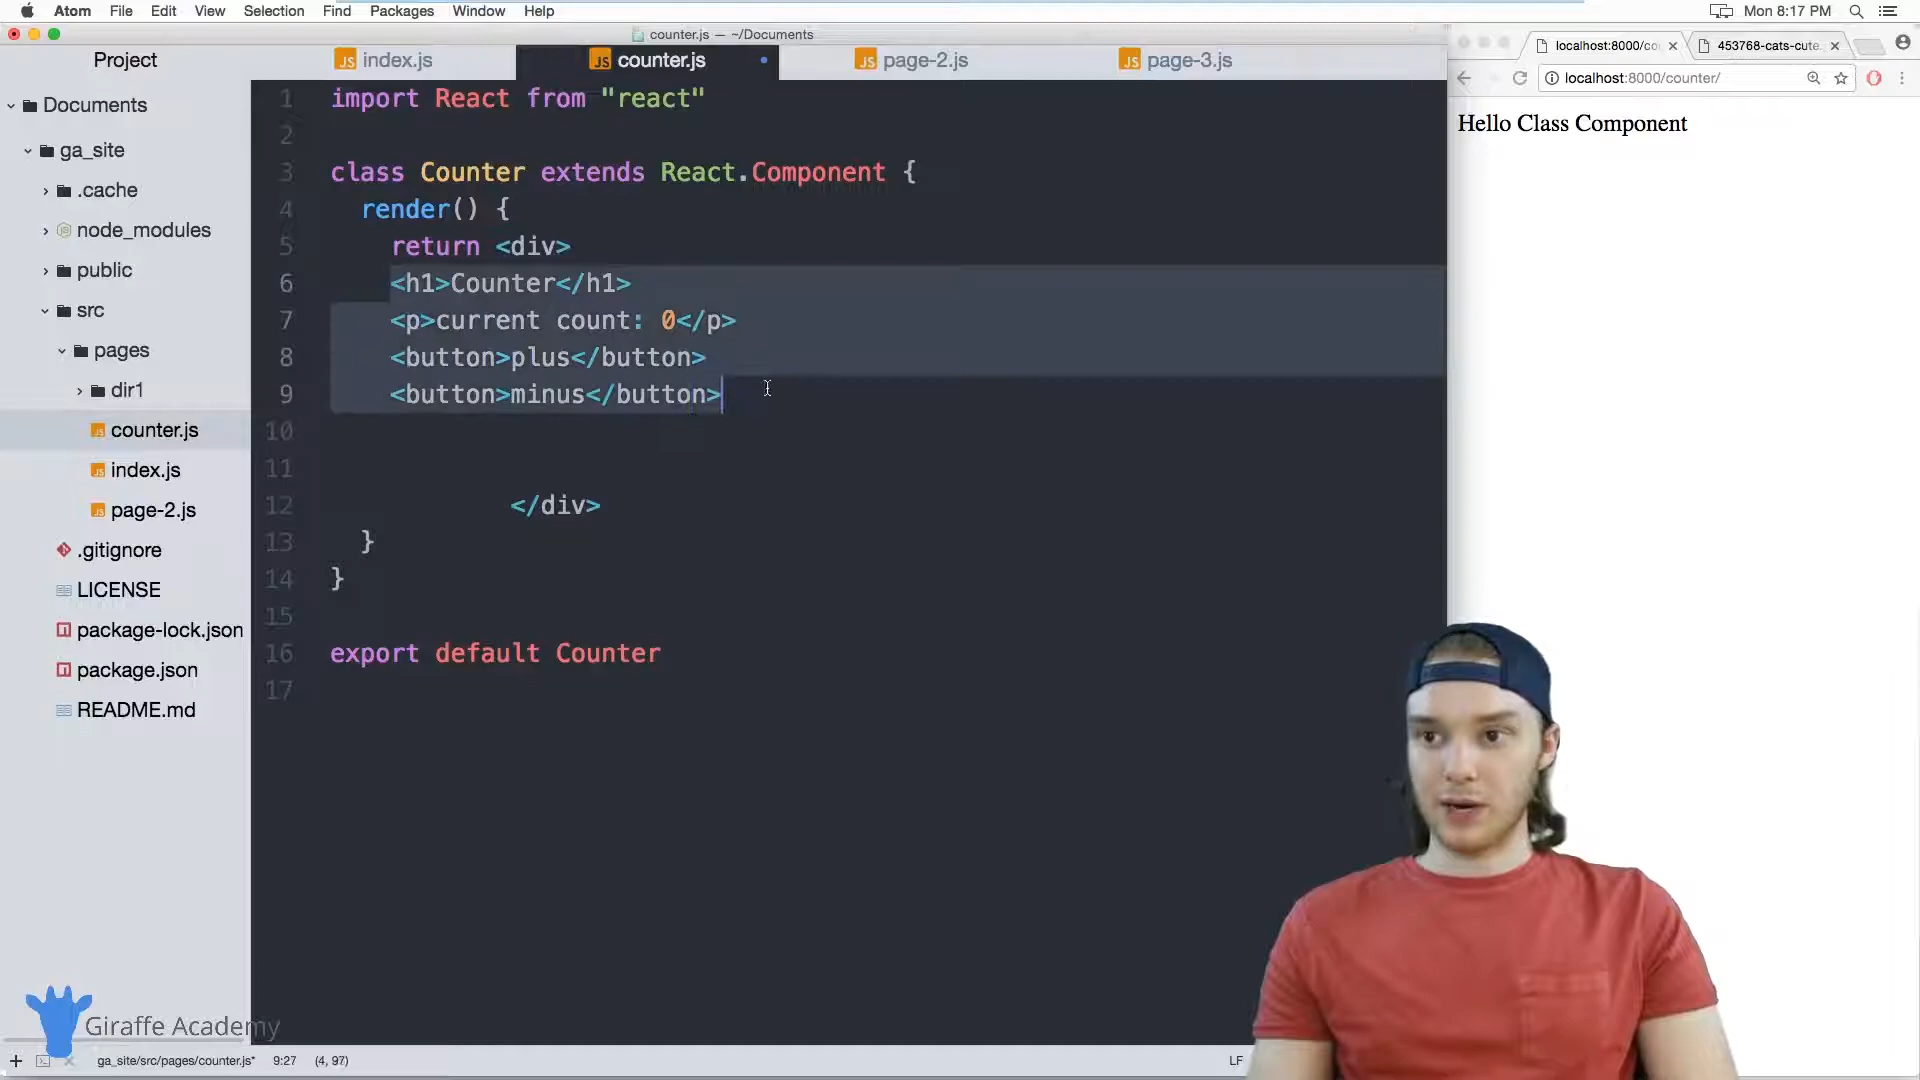 Atom File Edit View Selection Find Packages Window Help
Mon 8:17 PM
counter.js — ~/Documents
Project
index.js
counter.js
page-2.js
page-3.js
localhost:8000/co
453768-cats-cute.
localhost:8000/counter/
Hello Class Component
Documents
ga_site
.cache
node_modules
public
src
pages
dir1
counter.js
index.js
page-2.js
.gitignore
LICENSE
package-lock.json
package.json
README.md
1 import React from "react"
2
3 class Counter extends React.Component {
4 render() {
5 return <div>
6 <h1>Counter</h1>
7 <p>current count: 0</p>
8 <button>plus</button>
9 <button>minus</button>
10
11
12 </div>
13 }
14 }
15
16 export default Counter
17
Giraffe Academy
ga_site/src/pages/counter.js* 9:27 (4, 97)
LF